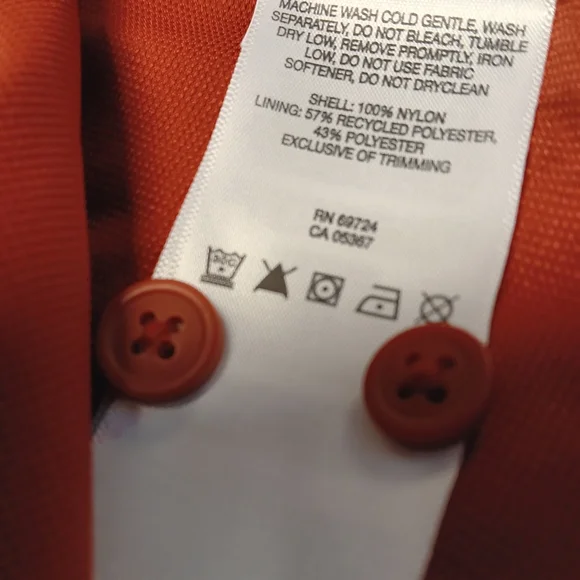 MACHINE WASH COLD GENTLE, WASH
SEPARATELY, DO NOT BLEACH, TUMBLE
DRY LOW, REMOVE PROMPTLY, IRON
LOW, DO NOT USE FABRIC
SOFTENER, DO NOT DRYCLEAN
SHELL: 100% NYLON
LINING: 57% RECYCLED POLYESTER,
43% POLYESTER
EXCLUSIVE OF TRIMMING
RN 69724
CA 05367